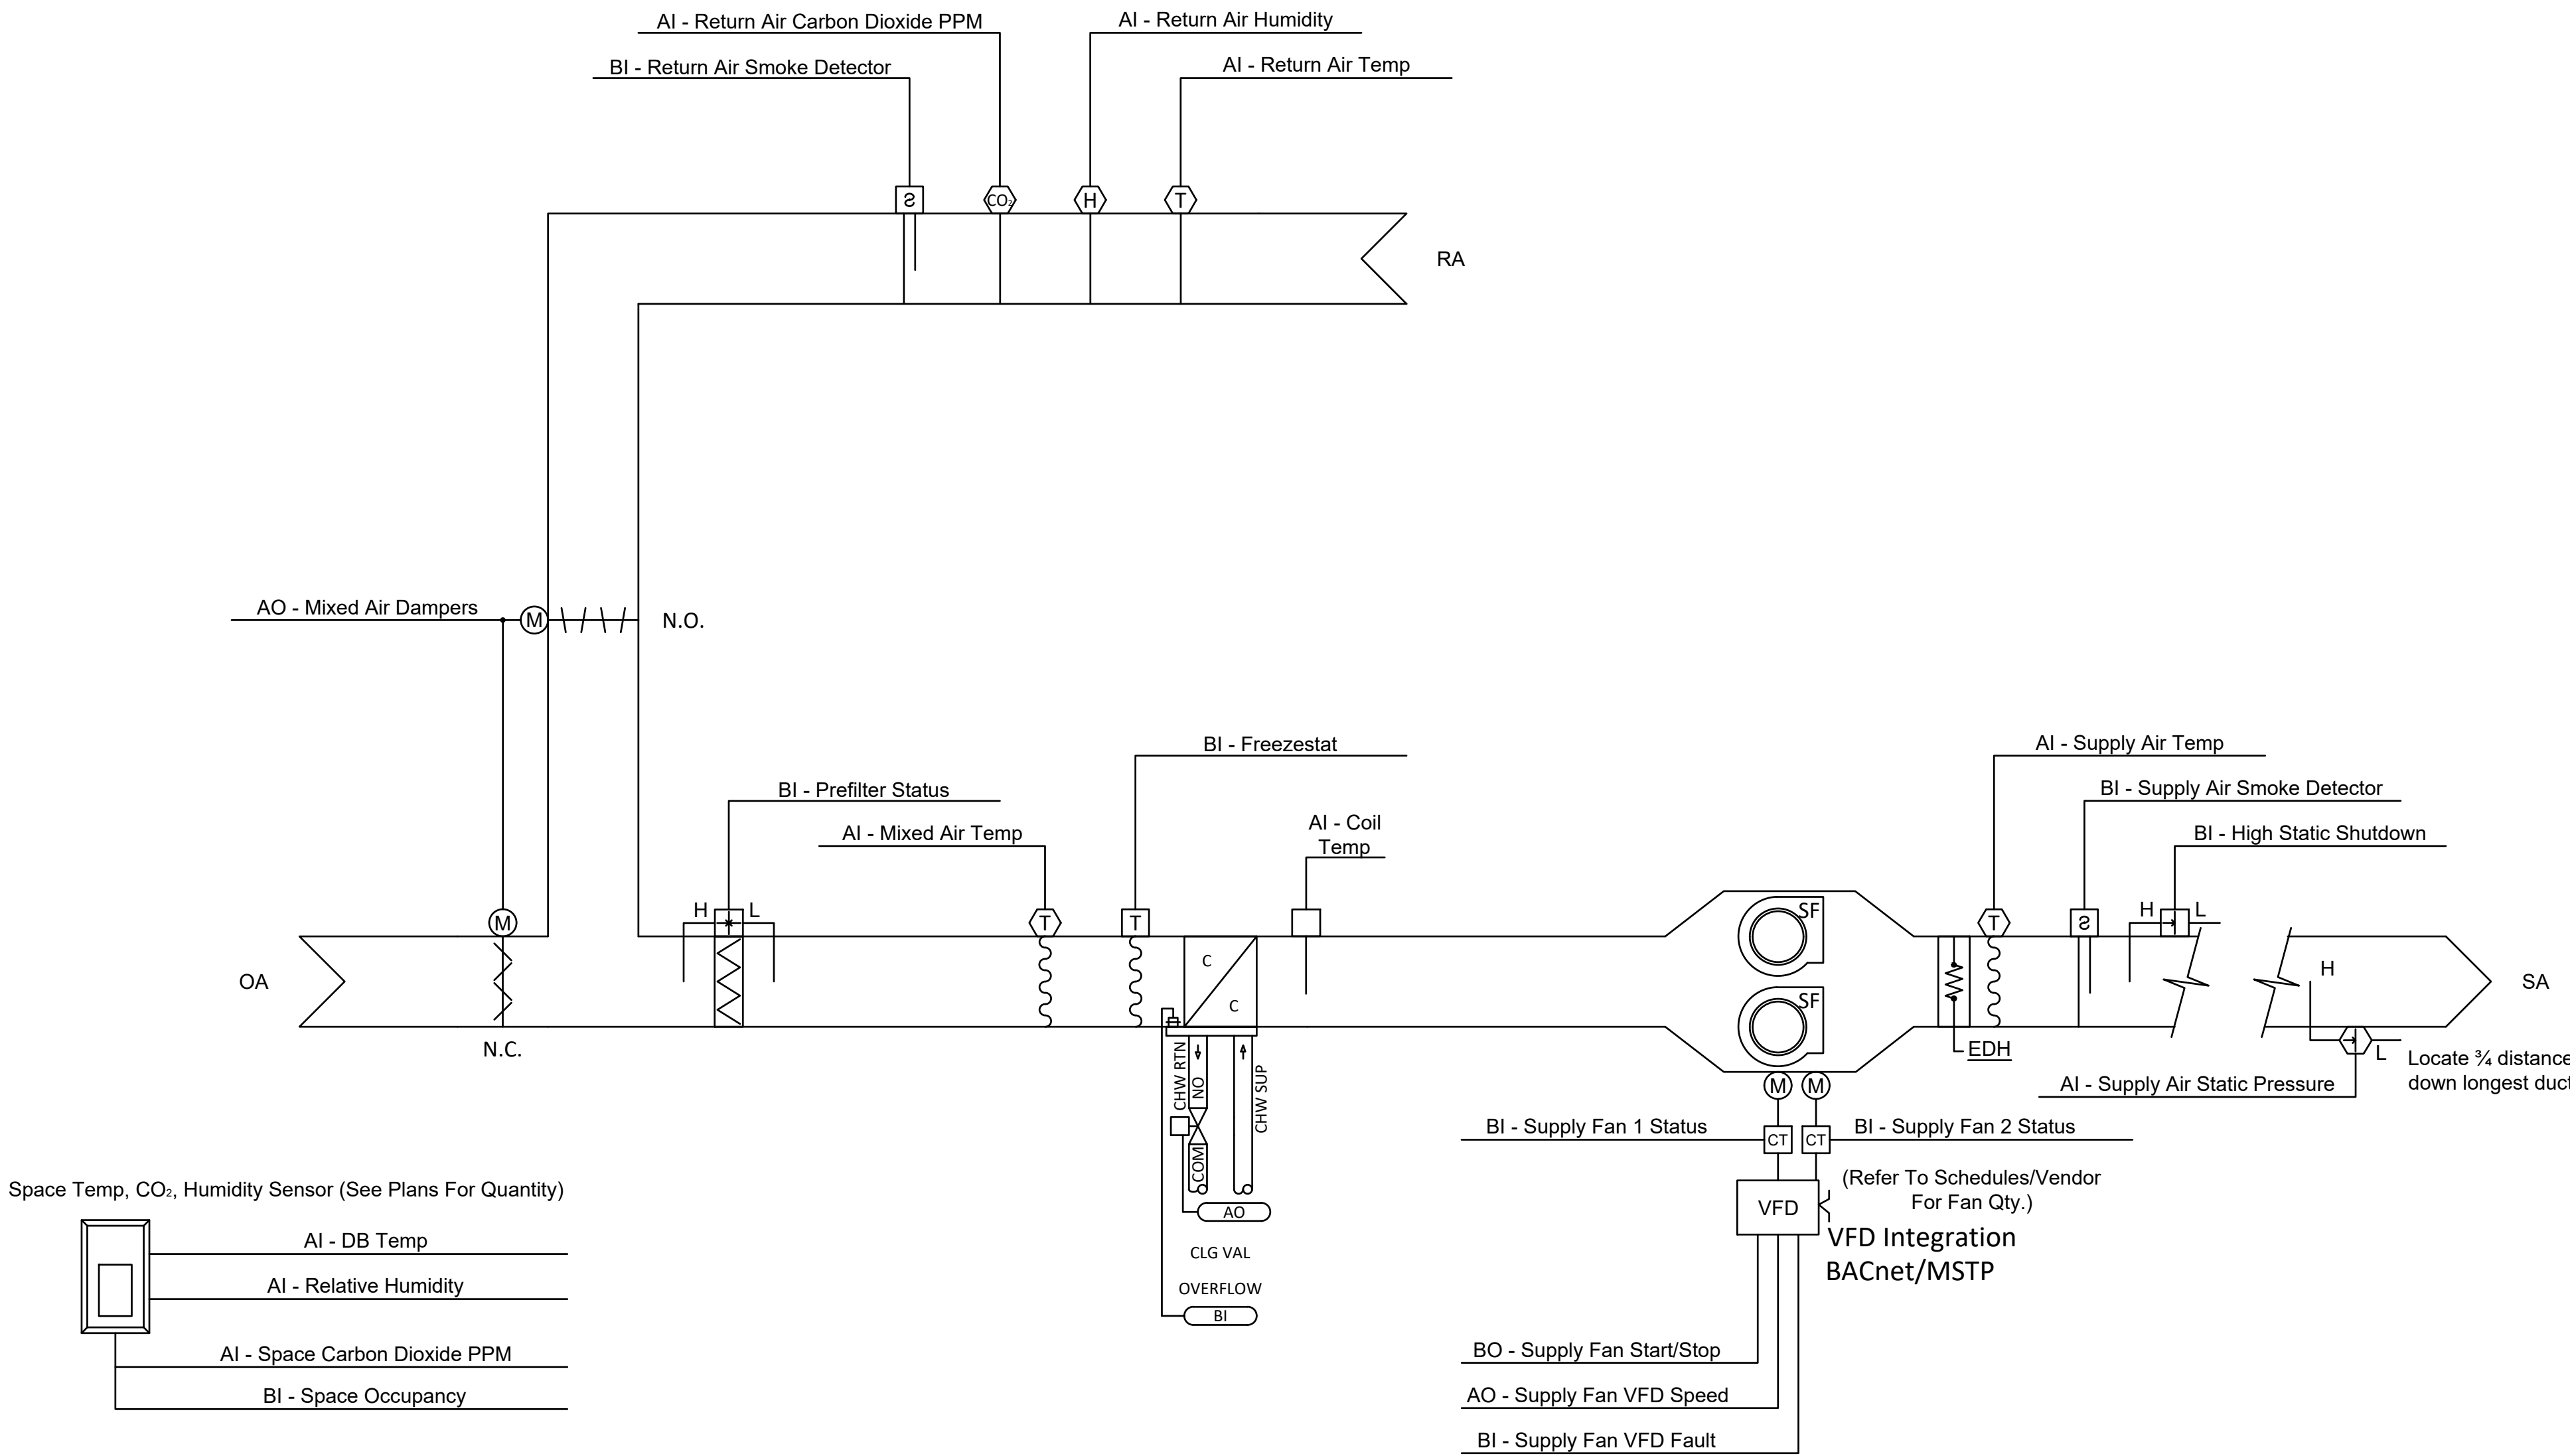 AI - Return Air Carbon Dioxide PPM
AI - Return Air Humidity
BI - Return Air Smoke Detector
AI - Return Air Temp
S
CO₂
H
T
RA
AO - Mixed Air Dampers
M
N.O.
BI - Freezestat
AI - Supply Air Temp
BI - Prefilter Status
BI - Supply Air Smoke Detector
AI - Mixed Air Temp
AI - Coil
Temp
BI - High Static Shutdown
M
H
L
T
T
SF
T
S
H
L
OA
C
C
H
SA
SF
N.C.
CHW RTN
NO
COM
CHW SUP
EDH
L
Locate ¾ distance
down longest duct
AI - Supply Air Static Pressure
M
M
BI - Supply Fan 1 Status
CT
CT
BI - Supply Fan 2 Status
Space Temp, CO₂, Humidity Sensor (See Plans For Quantity)
(Refer To Schedules/Vendor
For Fan Qty.)
VFD
AO
VFD Integration
BACnet/MSTP
AI - DB Temp
CLG VAL
AI - Relative Humidity
OVERFLOW
BI
AI - Space Carbon Dioxide PPM
BO - Supply Fan Start/Stop
BI - Space Occupancy
AO - Supply Fan VFD Speed
BI - Supply Fan VFD Fault